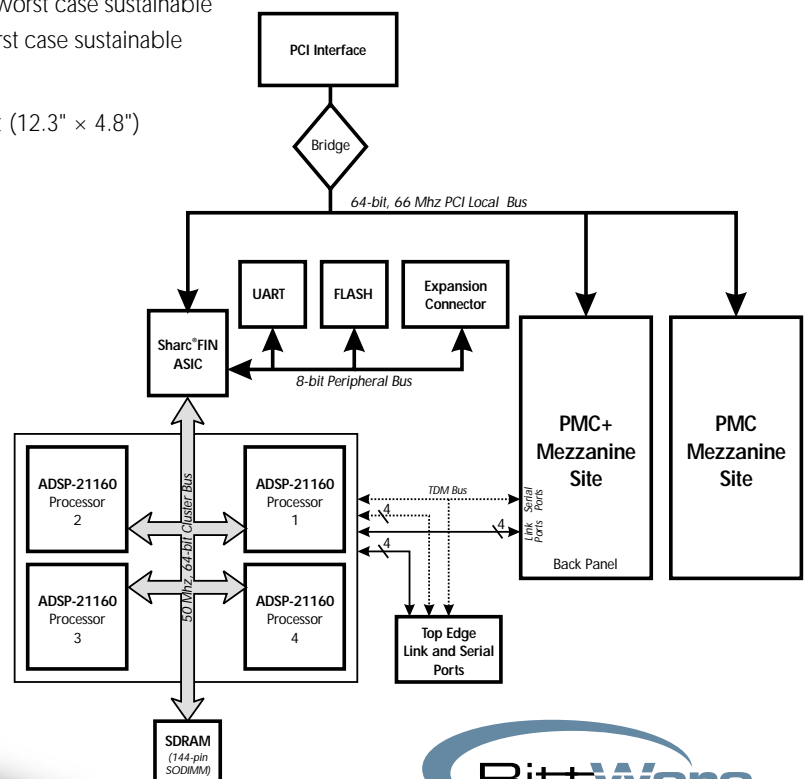 worst case sustainable
rst case sustainable
(12.3" × 4.8")
PCI Interface
Bridge
64-bit, 66 Mhz PCI Local Bus
UART
FLASH
Expansion
Connector
Sharc®FIN
ASIC
8-bit Peripheral Bus
PMC+
Mezzanine
Site
PMC
Mezzanine
Site
ADSP-21160
Processor
2
ADSP-21160
Processor
1
50 Mhz, 64-bit Cluster Bus
TDM Bus
Serial
Ports
4
4
4
Link
Ports
Back Panel
ADSP-21160
Processor
3
ADSP-21160
Processor
4
Top Edge
Link and Serial
Ports
SDRAM
(144-pin
SODIMM)
BittWare